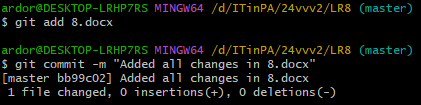 ardor@DESKTOP-LRHP7RS MINGW64 /d/ITinPA/24vvv2/LR8 (master)
$ git add 8.docx
ardor@DESKTOP-LRHP7RS MINGW64 /d/ITinPA/24vvv2/LR8 (master)
$ git commit -m "Added all changes in 8.docx"
[master bb99c02] Added all changes in 8.docx
1 file changed, 0 insertions(+), 0 deletions(-)